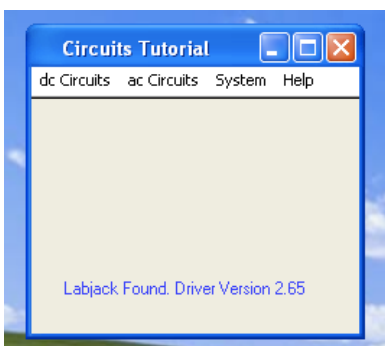 Circuits Tutorial
dc Circuits ac Circuits System Help
Labjack Found. Driver Version 2.65